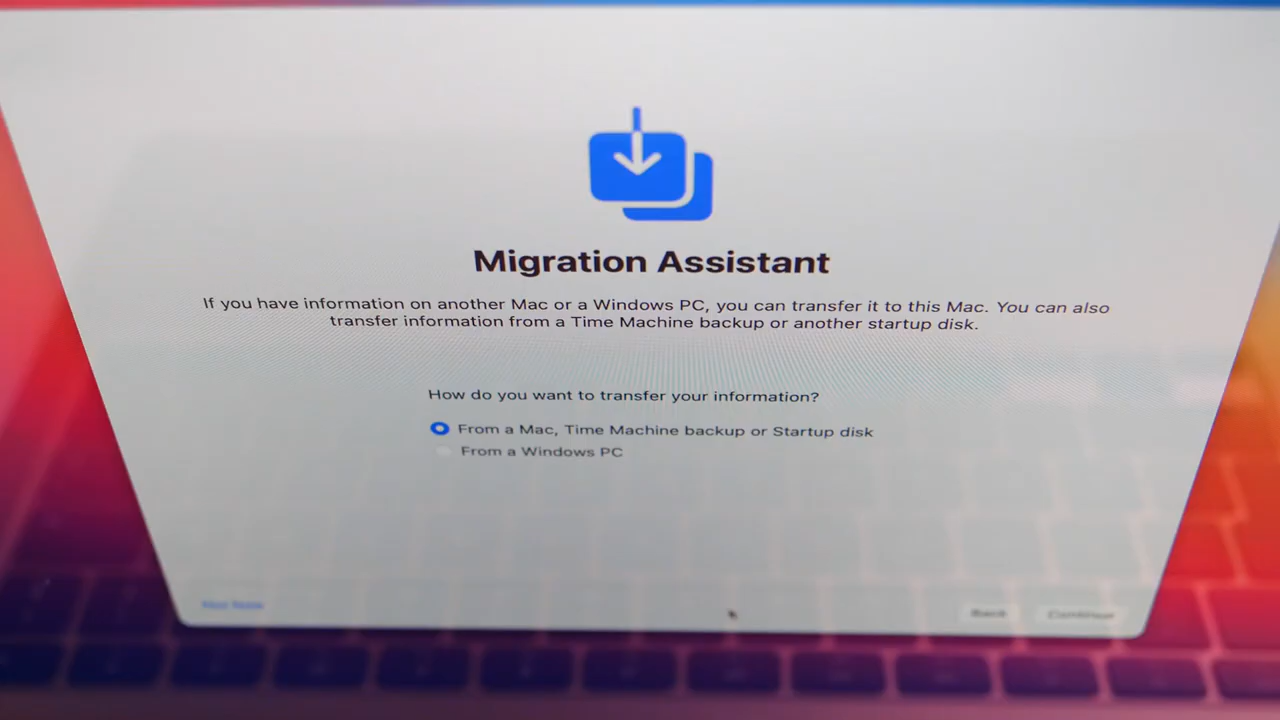 Migration Assistant
If you have information on another Mac or a Windows PC, you can transfer it to this Mac. You can also
transfer information from a Time Machine backup or another startup disk.
How do you want to transfer your information?
From a Mac, Time Machine backup or Startup disk
From a Windows PC
Back
Continue